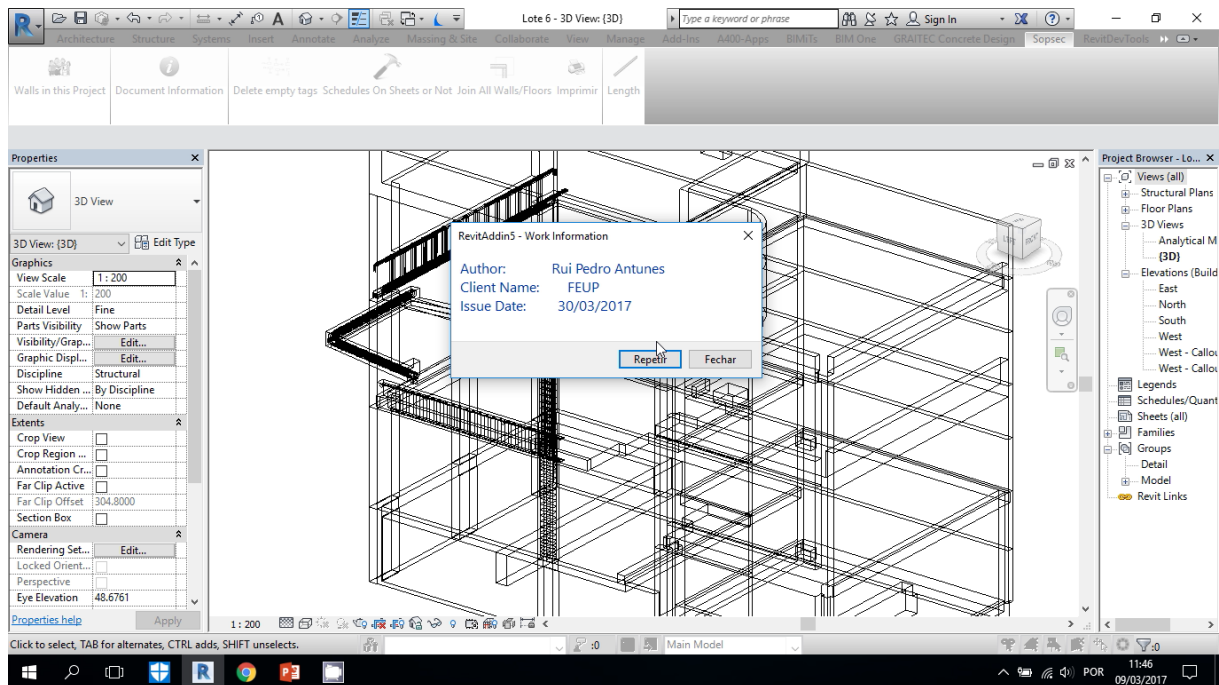 Lote 6 - 3D View: {3D}
Type a keyword or phrase
Sign In
Architecture Structure Systems Insert Annotate Analyze Massing & Site Collaborate View Manage Add-Ins A400-Apps BIMiTs BIM One GRAITEC Concrete Design Sopsec RevitDevTools
Walls in this Project Document Information Delete empty tags Schedules On Sheets or Not Join All Walls/Floors Imprimir Length
Properties
3D View
3D View: {3D} Edit Type
Graphics
View Scale 1 : 200
Scale Value 1: 200
Detail Level Fine
Parts Visibility Show Parts
Visibility/Grap... Edit...
Graphic Displ... Edit...
Discipline Structural
Show Hidden ... By Discipline
Default Analy... None
Extents
Crop View
Crop Region ...
Annotation Cr...
Far Clip Active
Far Clip Offset 304.8000
Section Box
Camera
Rendering Set... Edit...
Locked Orient...
Perspective
Eye Elevation 48.6761
Properties help Apply
RevitAddin5 - Work Information
Author: Rui Pedro Antunes
Client Name: FEUP
Issue Date: 30/03/2017
Repetir Fechar
Project Browser - Lo...
Views (all)
Structural Plans
Floor Plans
3D Views
Analytical M
{3D}
Elevations (Build
East
North
South
West
West - Callou
West - Callou
Legends
Schedules/Quant
Sheets (all)
Families
Groups
Detail
Model
Revit Links
1 : 200
Click to select, TAB for alternates, CTRL adds, SHIFT unselects.
:0
Main Model
:0
POR
11:46
09/03/2017